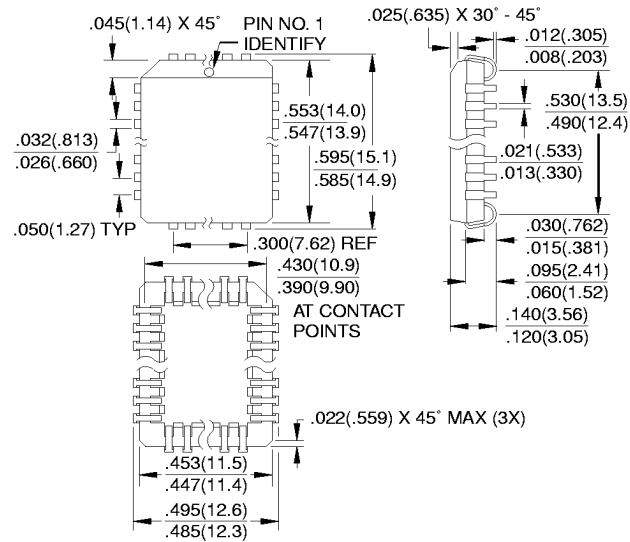 .045(1.14) X 45°
PIN NO. 1
IDENTIFY
.025(.635) X 30° - 45°
.012(.305)
.008(.203)
.553(14.0)
.547(13.9)
.530(13.5)
.490(12.4)
.032(.813)
.026(.660)
.595(15.1)
.585(14.9)
.021(.533)
.013(.330)
.050(1.27) TYP
.300(7.62) REF
.030(.762)
.015(.381)
.430(10.9)
.390(9.90)
AT CONTACT
POINTS
.095(2.41)
.060(1.52)
.140(3.56)
.120(3.05)
.022(.559) X 45° MAX (3X)
.453(11.5)
.447(11.4)
.495(12.6)
.485(12.3)